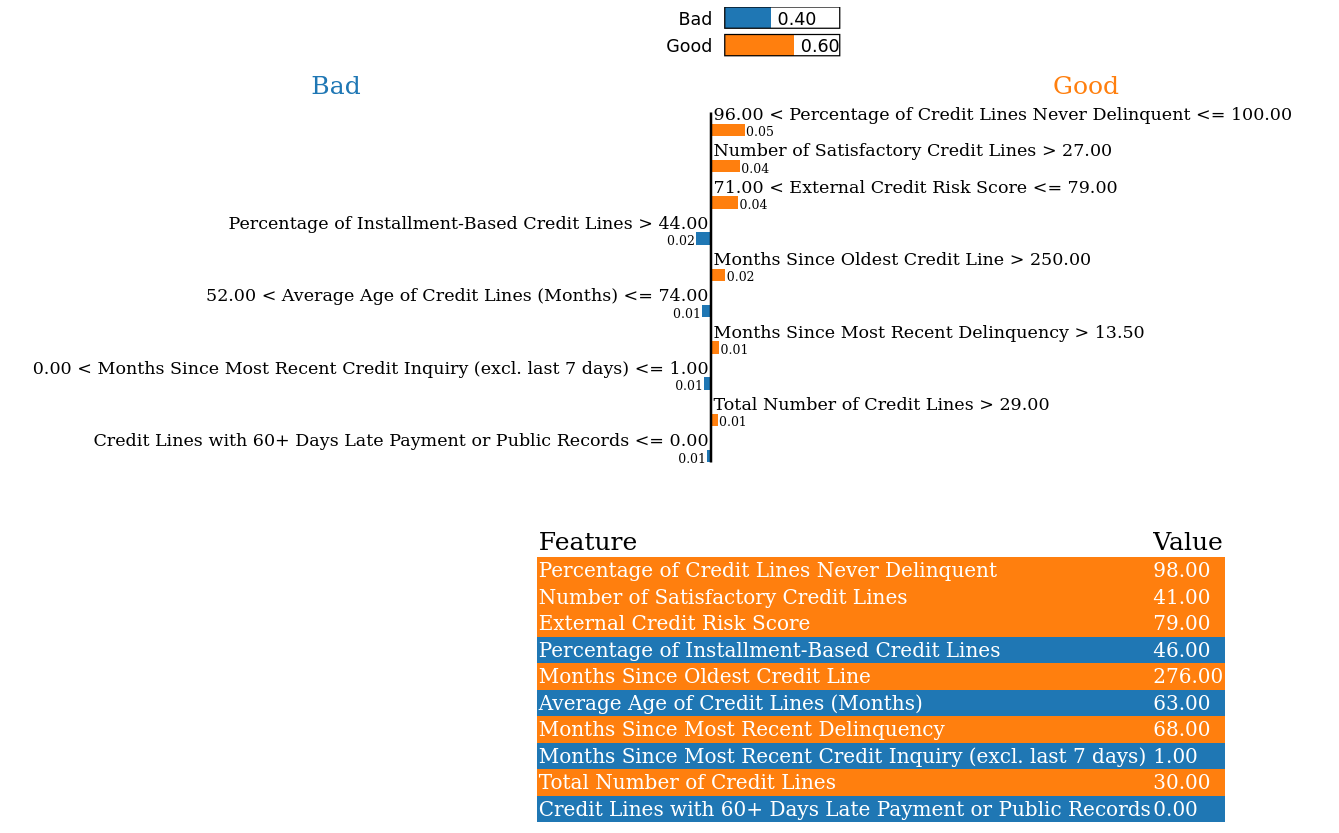 Bad 0.40
Good 0.60
Bad Good
96.00 < Percentage of Credit Lines Never Delinquent <= 100.00
0.05
Number of Satisfactory Credit Lines > 27.00
0.04
71.00 < External Credit Risk Score <= 79.00
0.04
Percentage of Installment-Based Credit Lines > 44.00
0.02
Months Since Oldest Credit Line > 250.00
0.02
52.00 < Average Age of Credit Lines (Months) <= 74.00
0.01
Months Since Most Recent Delinquency > 13.50
0.01
0.00 < Months Since Most Recent Credit Inquiry (excl. last 7 days) <= 1.00
0.01
Total Number of Credit Lines > 29.00
0.01
Credit Lines with 60+ Days Late Payment or Public Records <= 0.00
0.01
Feature Value
Percentage of Credit Lines Never Delinquent 98.00
Number of Satisfactory Credit Lines 41.00
External Credit Risk Score 79.00
Percentage of Installment-Based Credit Lines 46.00
Months Since Oldest Credit Line 276.00
Average Age of Credit Lines (Months) 63.00
Months Since Most Recent Delinquency 68.00
Months Since Most Recent Credit Inquiry (excl. last 7 days) 1.00
Total Number of Credit Lines 30.00
Credit Lines with 60+ Days Late Payment or Public Records 0.00